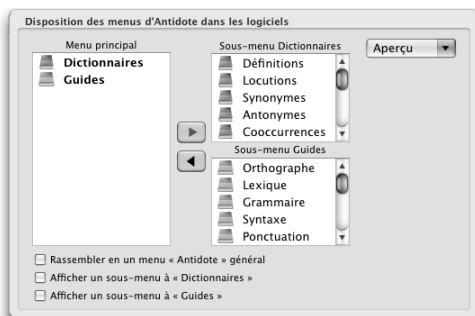 Disposition des menus d'Antidote dans les logiciels
Menu principal
Dictionnaires
Guides
Sous-menu Dictionnaires
Définitions
Locutions
Synonymes
Antonymes
Cooccurrences
Sous-menu Guides
Orthographe
Lexique
Grammaire
Syntaxe
Ponctuation
Aperçu
Rassembler en un menu « Antidote » général
Afficher un sous-menu à « Dictionnaires »
Afficher un sous-menu à « Guides »